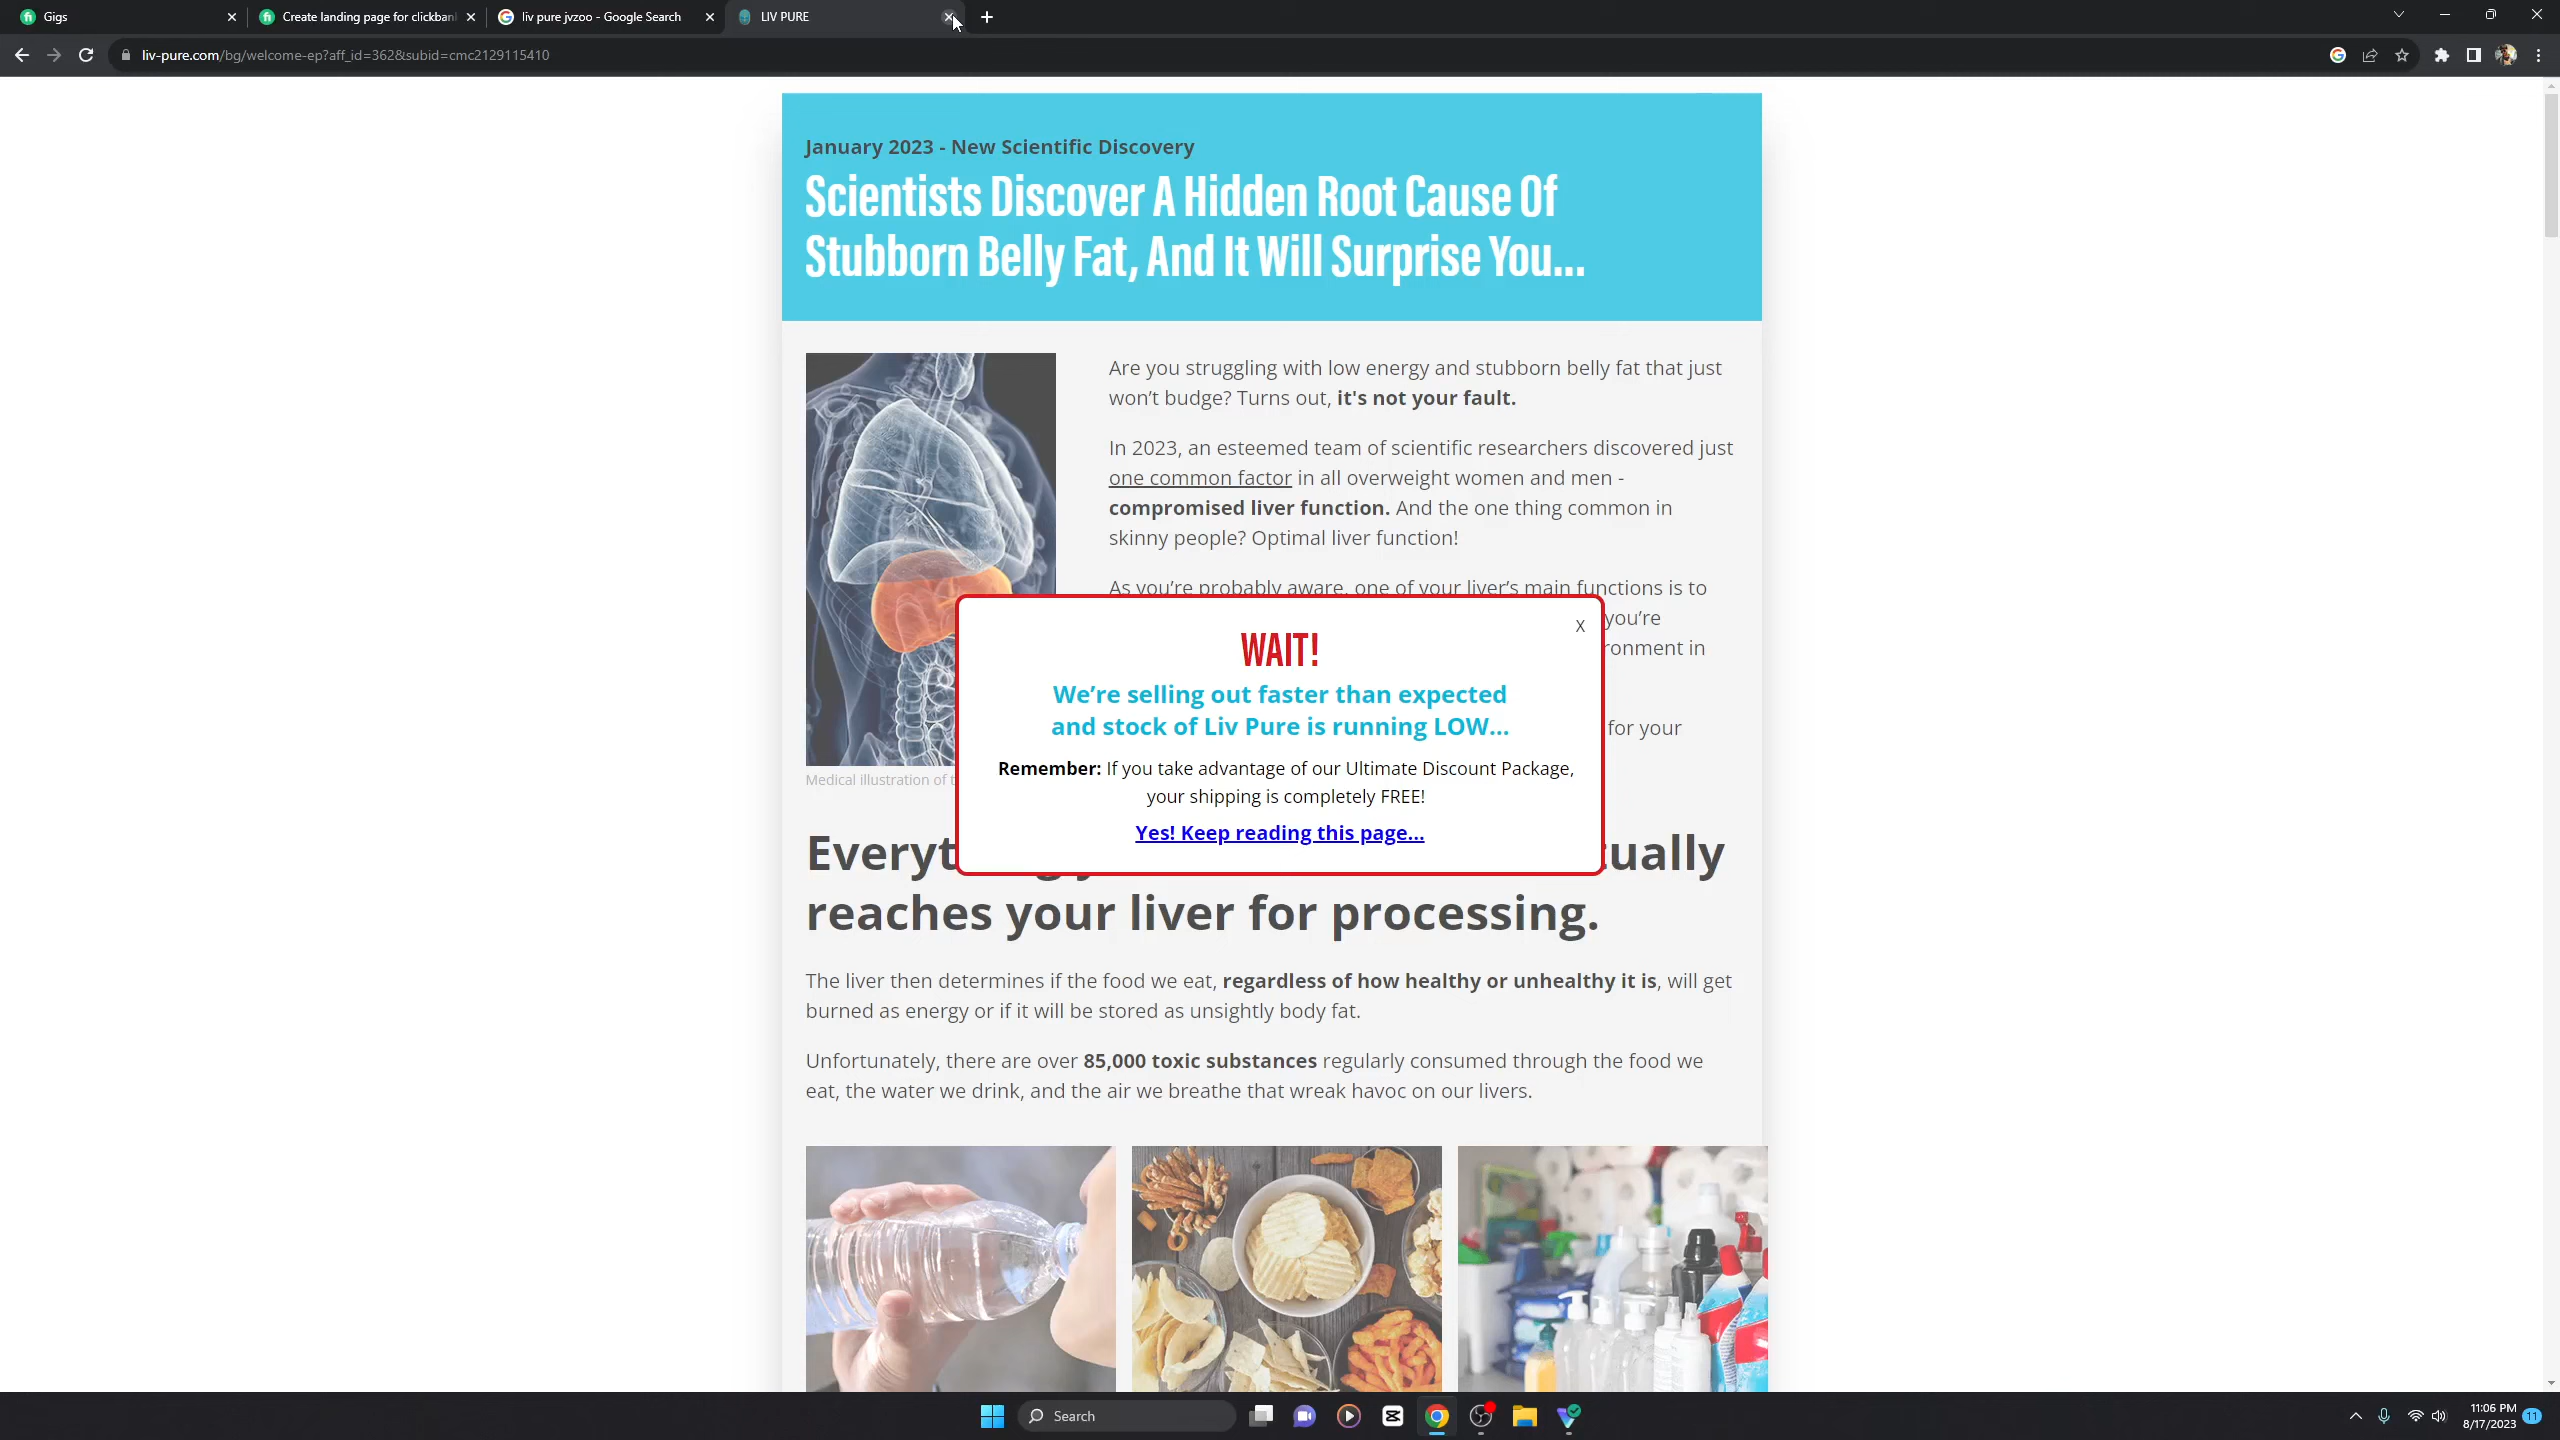 Gigs
Create landing page for clickban
liv pure jvzoo - Google Search
LIV PURE
liv-pure.com/bg/welcome-ep?aff_id=362&subid=cmc2129115410
January 2023 - New Scientific Discovery
Scientists Discover A Hidden Root Cause Of
Stubborn Belly Fat, And It Will Surprise You...
Are you struggling with low energy and stubborn belly fat that just
won't budge? Turns out, it's not your fault.
In 2023, an esteemed team of scientific researchers discovered just
one common factor in all overweight women and men -
compromised liver function. And the one thing common in
skinny people? Optimal liver function!
As you're probably aware, one of your liver's main functions is to
you're
ronment in
for your
Medical illustration of t
WAIT!
X
We're selling out faster than expected
and stock of Liv Pure is running LOW...
Remember: If you take advantage of our Ultimate Discount Package,
your shipping is completely FREE!
Yes! Keep reading this page...
Everyt tually
reaches your liver for processing.
The liver then determines if the food we eat, regardless of how healthy or unhealthy it is, will get
burned as energy or if it will be stored as unsightly body fat.
Unfortunately, there are over 85,000 toxic substances regularly consumed through the food we
eat, the water we drink, and the air we breathe that wreak havoc on our livers.
Search
11:06 PM
8/17/2023
11